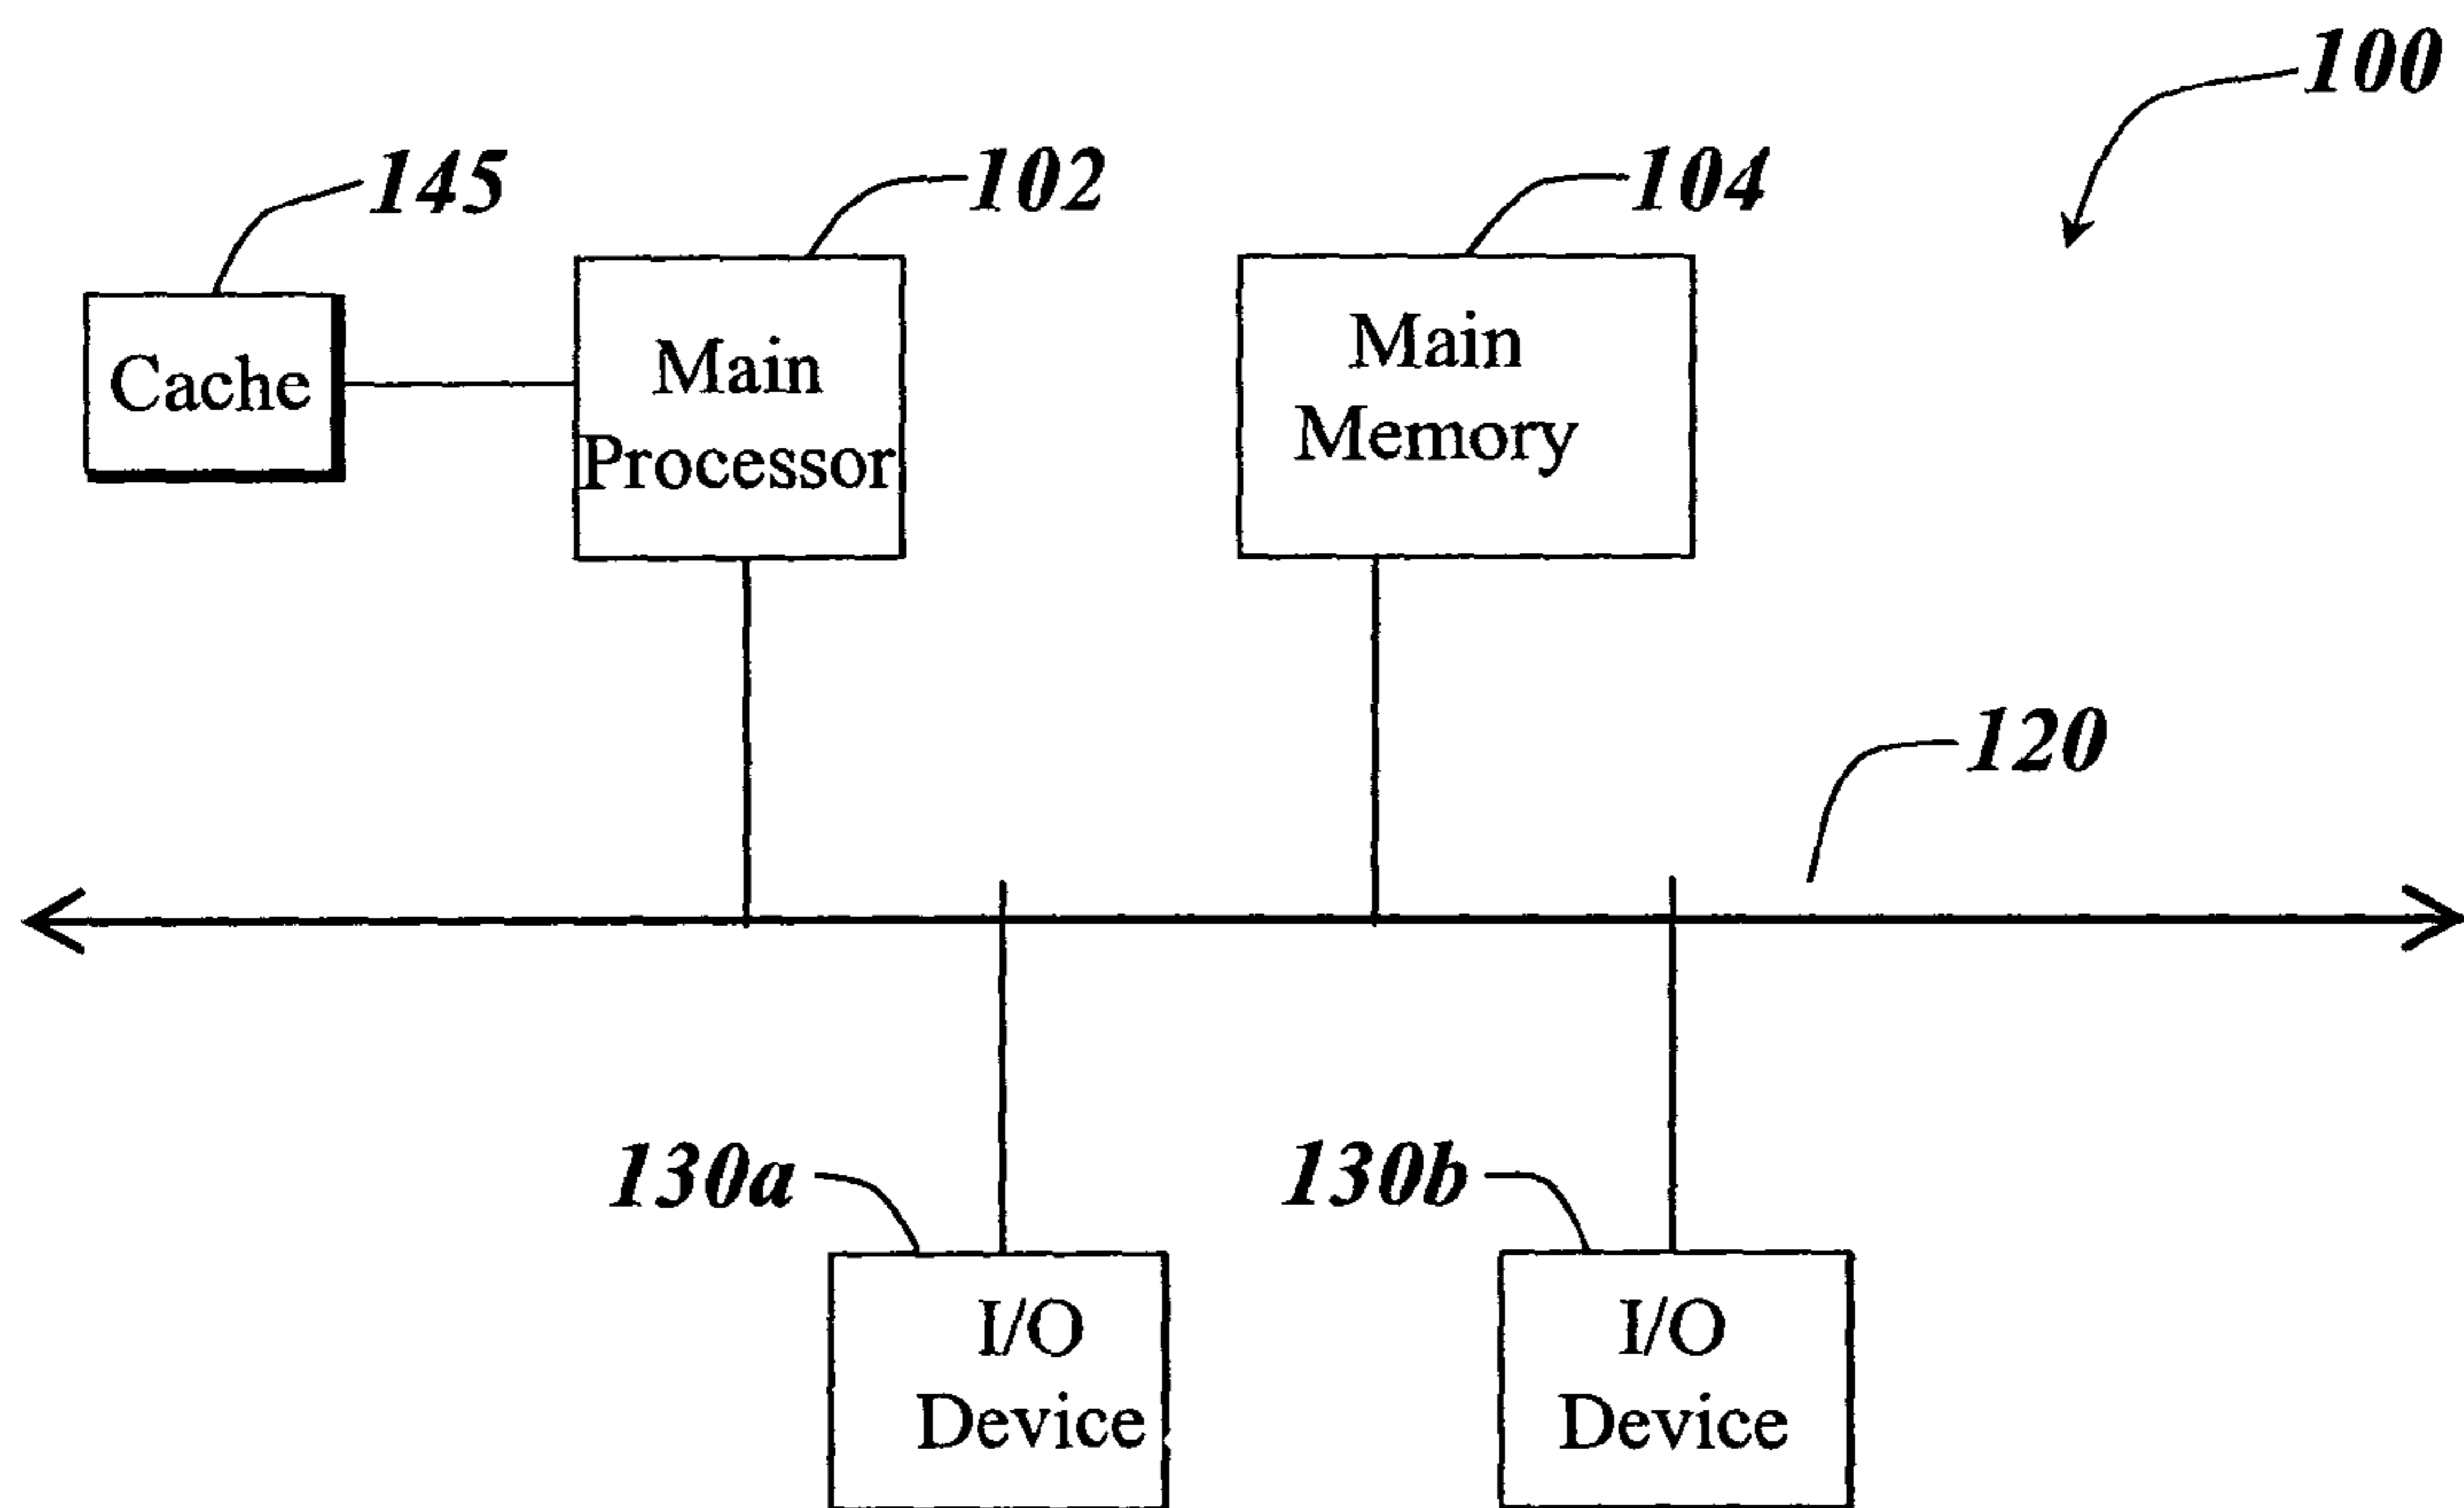 100
145
102
104
Cache
Main
Processor
Main
Memory
120
130a
130b
I/O
Device
I/O
Device